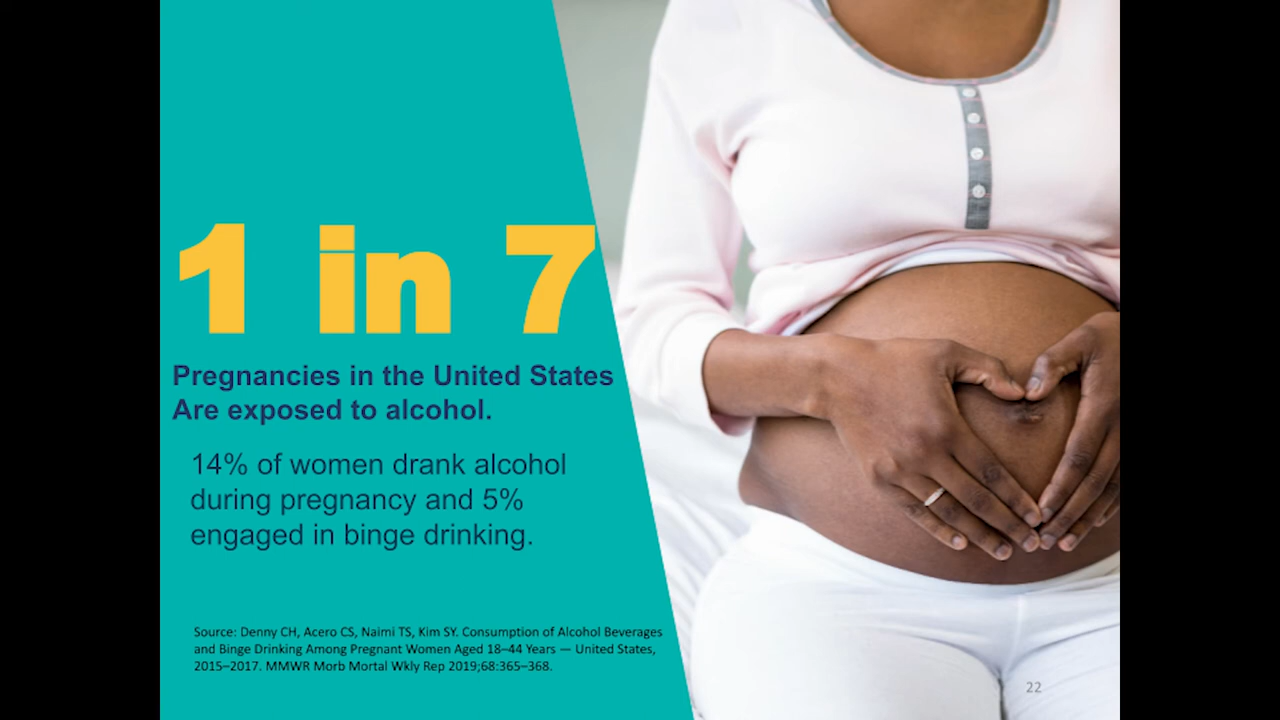 1 in 7
Pregnancies in the United States
Are exposed to alcohol.
14% of women drank alcohol
during pregnancy and 5%
engaged in binge drinking.
Source: Denny CH, Acero CS, Naimi TS, Kim SY. Consumption of Alcohol Beverages
and Binge Drinking Among Pregnant Women Aged 18–44 Years — United States,
2015–2017. MMWR Morb Mortal Wkly Rep 2019;68:365–368.
22